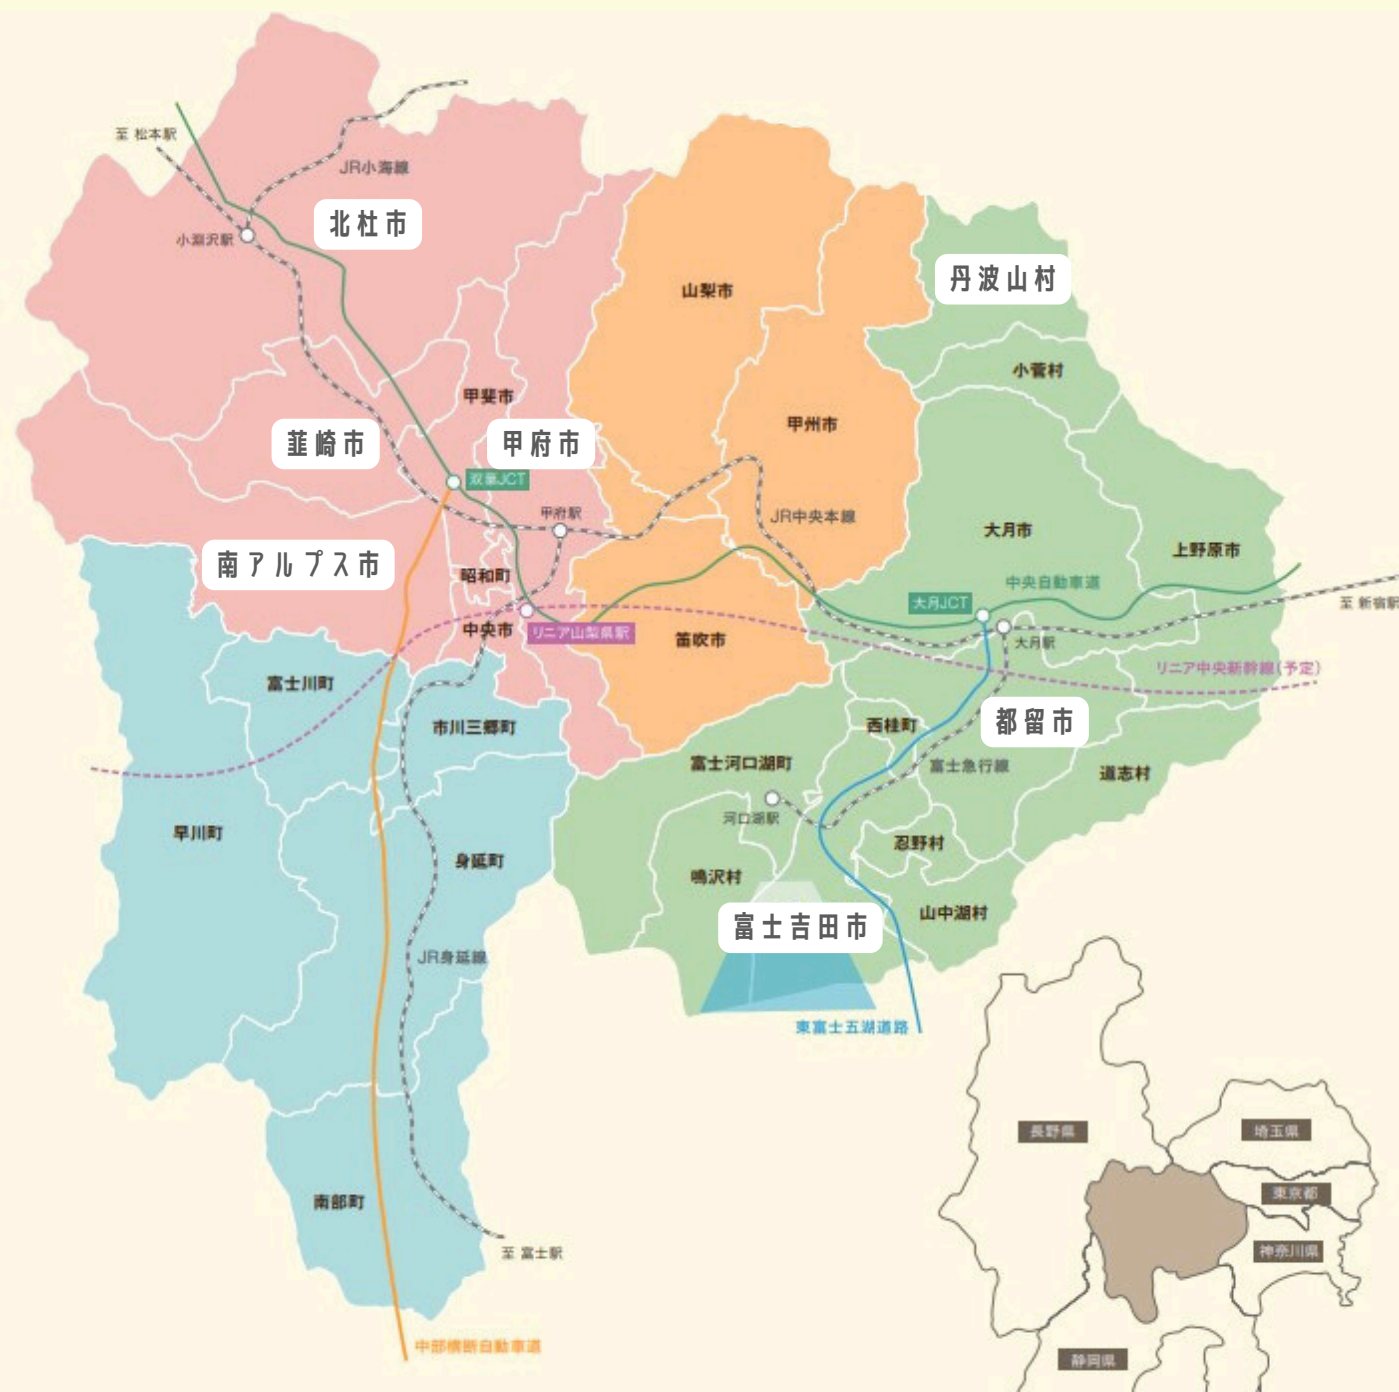 至 松本駅
JR小海線
北杜市
小淵沢駅
丹波山村
山梨市
小菅村
甲斐市
甲州市
韮崎市
甲府市
双葉JCT
甲府駅
JR中央本線
大月市
上野原市
南アルプス市
昭和町
中央自動車道
大月JCT
至 新宿駅
中央市
リニア山梨県駅
笛吹市
大月駅
リニア中央新幹線(予定)
富士川町
市川三郷町
西桂町
都留市
富士河口湖町
富士急行線
道志村
河口湖駅
早川町
身延町
忍野村
鳴沢村
山中湖村
富士吉田市
JR身延線
東富士五湖道路
長野県
埼玉県
東京都
南部町
神奈川県
至 富士駅
中部横断自動車道
静岡県